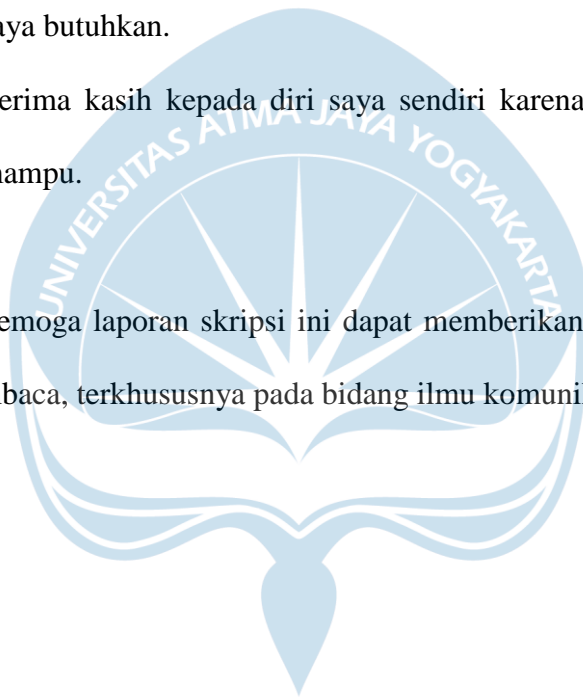 aya butuhkan.
erima kasih kepada diri saya sendiri karena
ampu.
UNIVERSITAS ATMA JAYA YOGYAKARTA
emoga laporan skripsi ini dapat memberikan
baca, terkhususnya pada bidang ilmu komuni